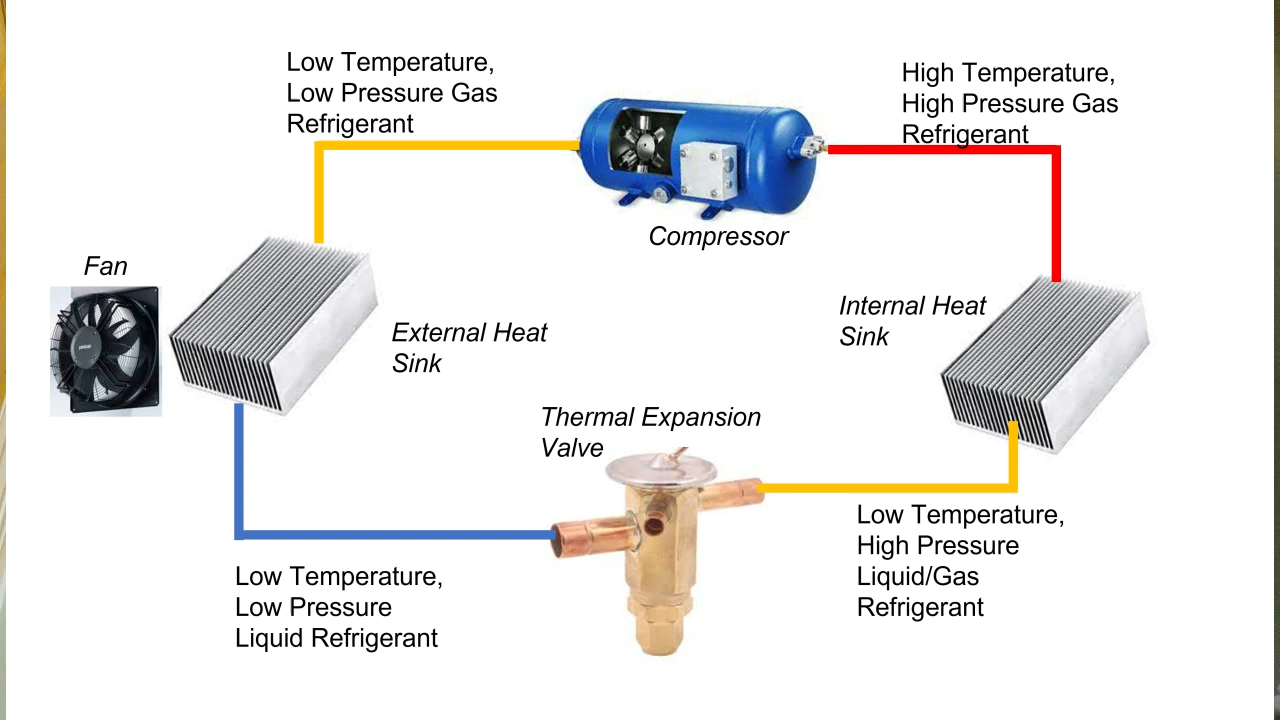 Low Temperature,
Low Pressure Gas
Refrigerant
High Temperature,
High Pressure Gas
Refrigerant
Compressor
Fan
External Heat
Sink
Internal Heat
Sink
Thermal Expansion
Valve
Low Temperature,
High Pressure
Liquid/Gas
Refrigerant
Low Temperature,
Low Pressure
Liquid Refrigerant